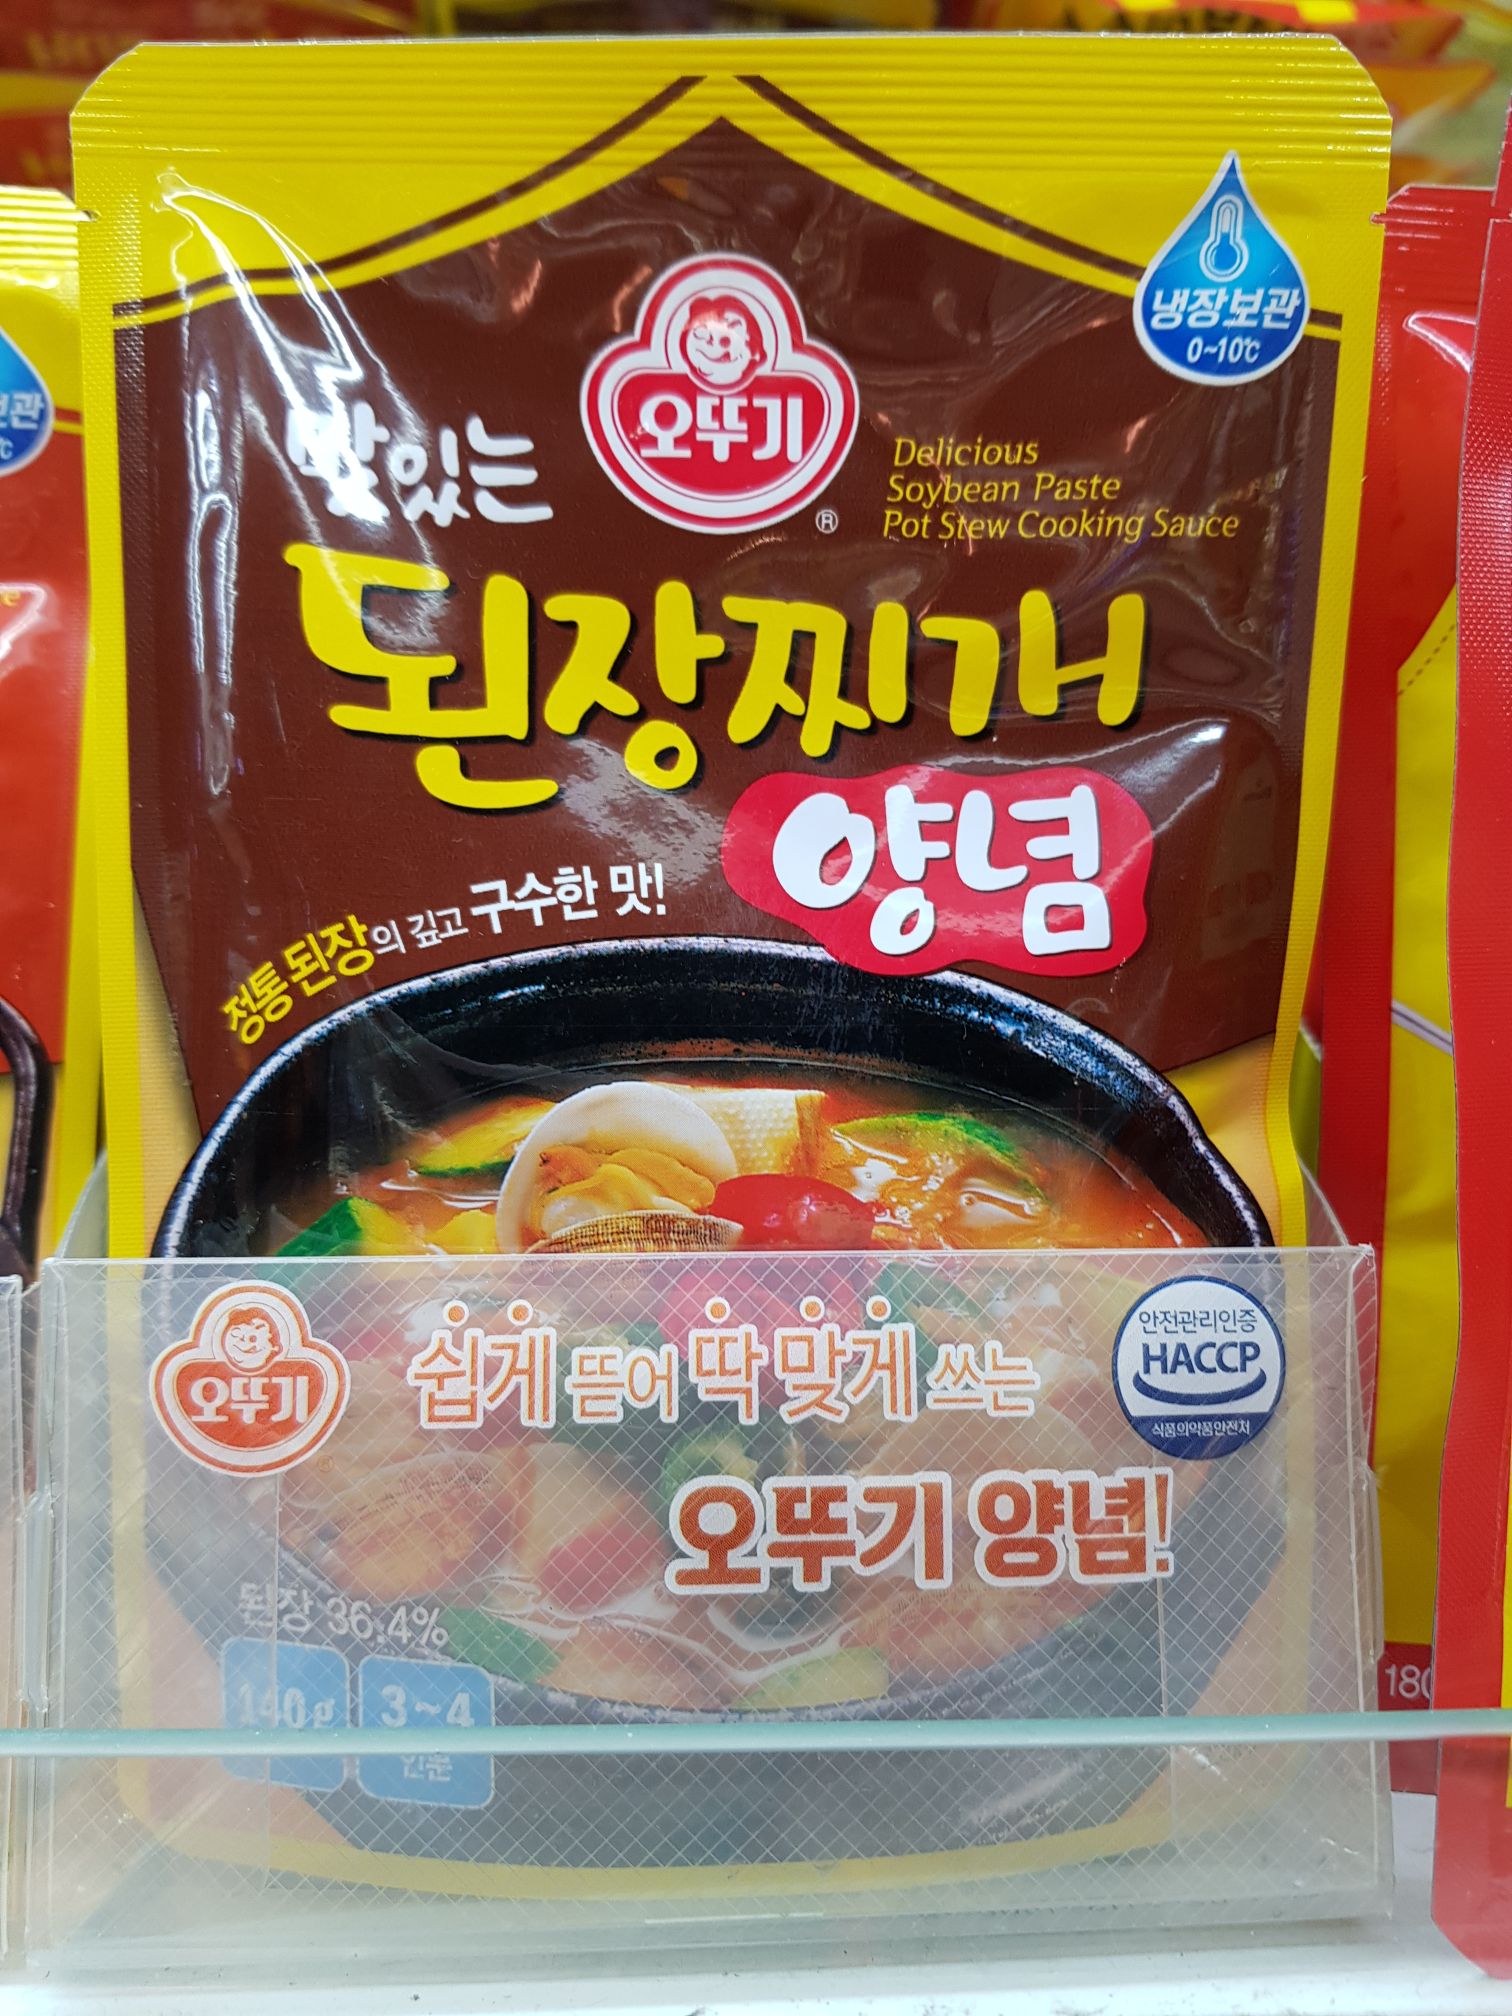 냉장보관
0~10℃
오뚜기
®
맛있는
Delicious
Soybean Paste
Pot Stew Cooking Sauce
된장찌개
양념
정통 된장의 깊고 구수한 맛!
보관
℃
오뚜기
쉽게 뜯어 딱 맞게 쓰는
오뚜기 양념!
안전관리인증
HACCP
식품의약품안전처
된장 36.4%
140g
3~4
인분
180